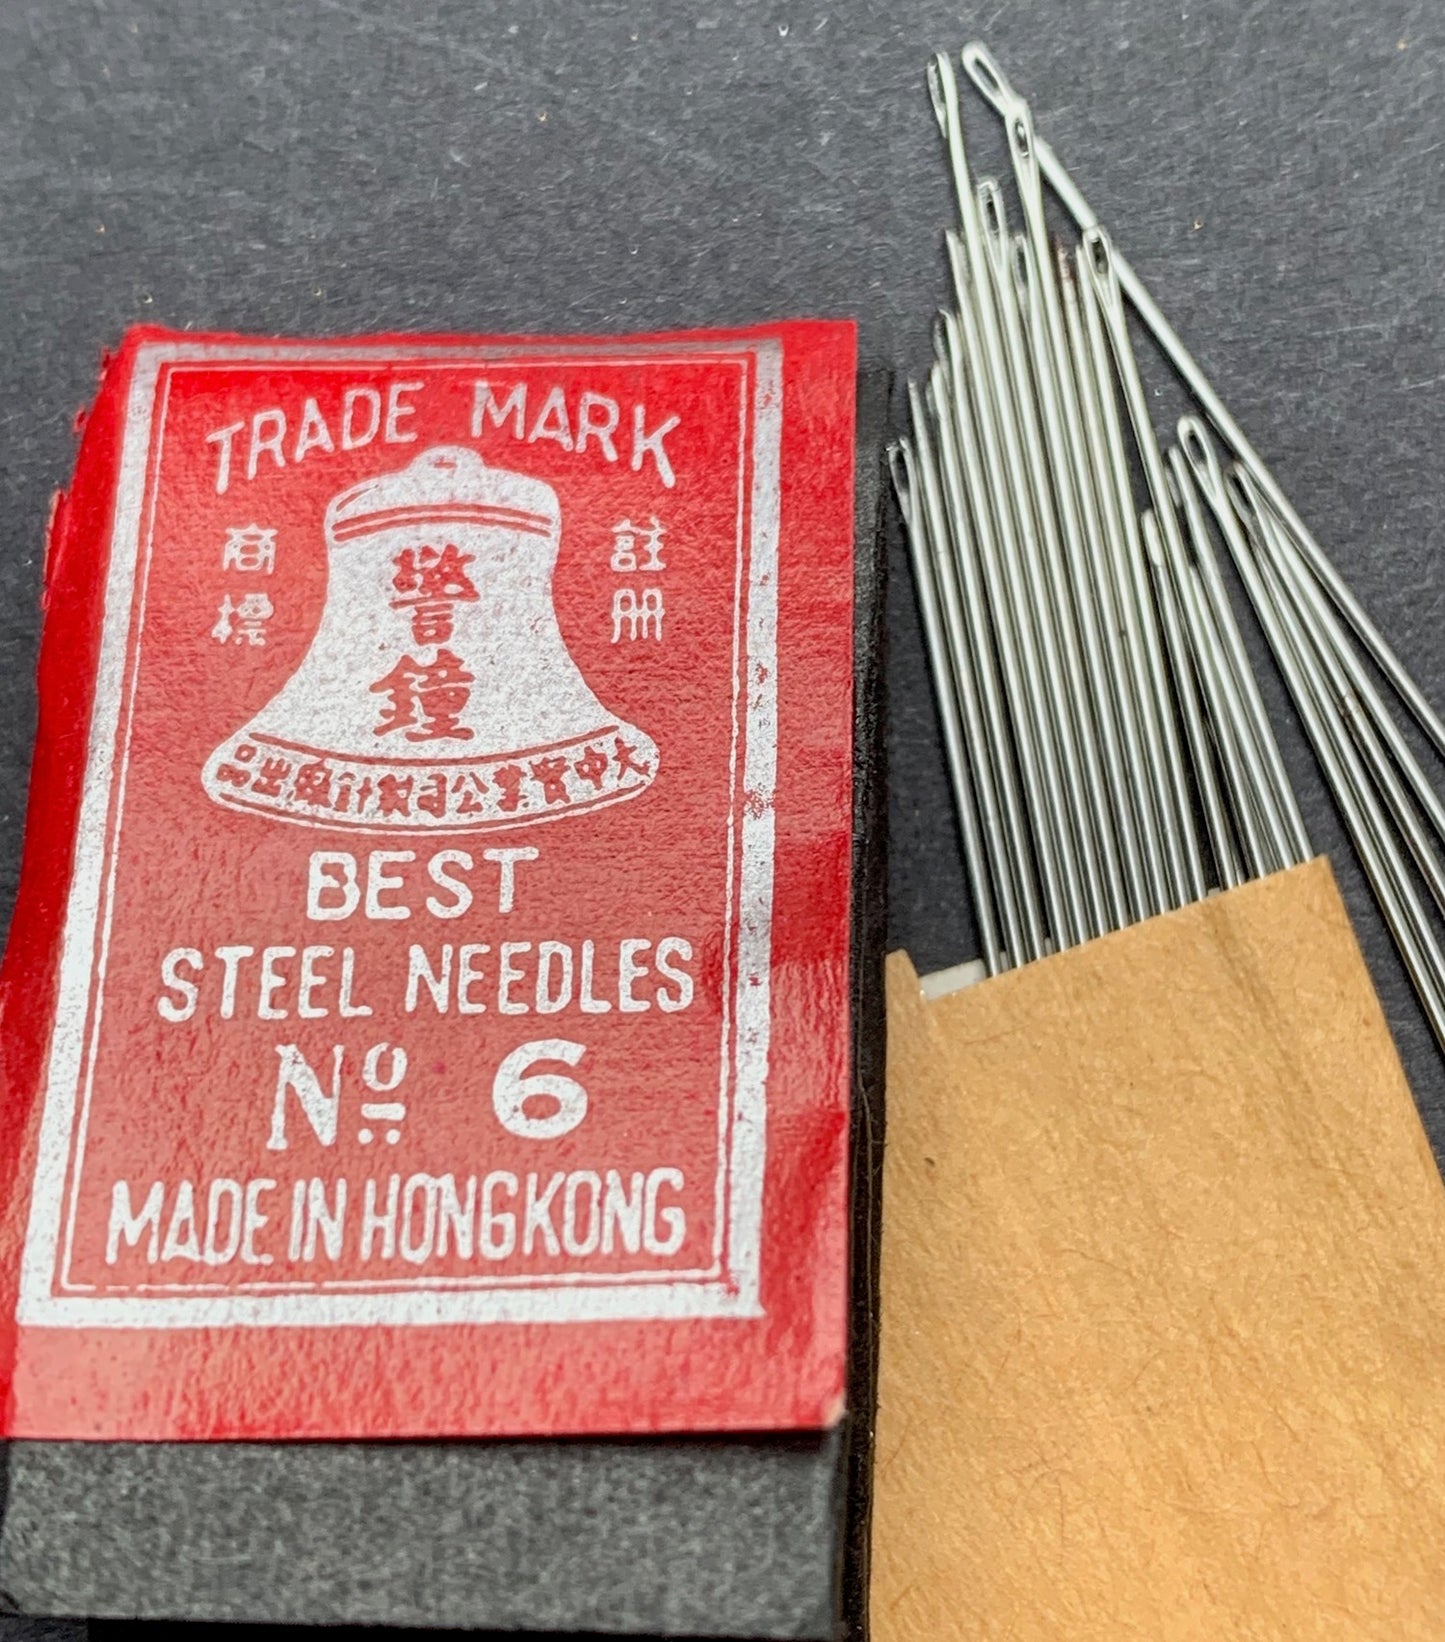 TRADE MARK
註冊
商標
警鐘
大中實業公司製針廠出品
BEST
STEEL NEEDLES
Nº 6
MADE IN HONGKONG